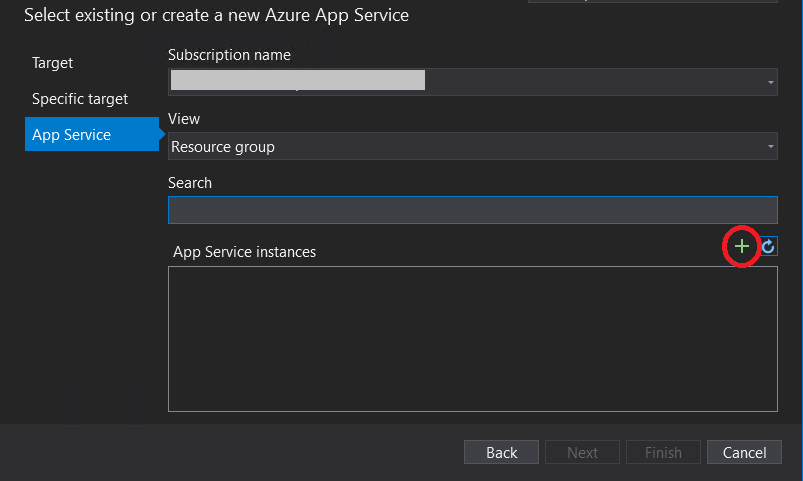 Select existing or create a new Azure App Service
Target
Subscription name
Specific target
App Service
View
Resource group
Search
App Service instances
Back
Next
Finish
Cancel